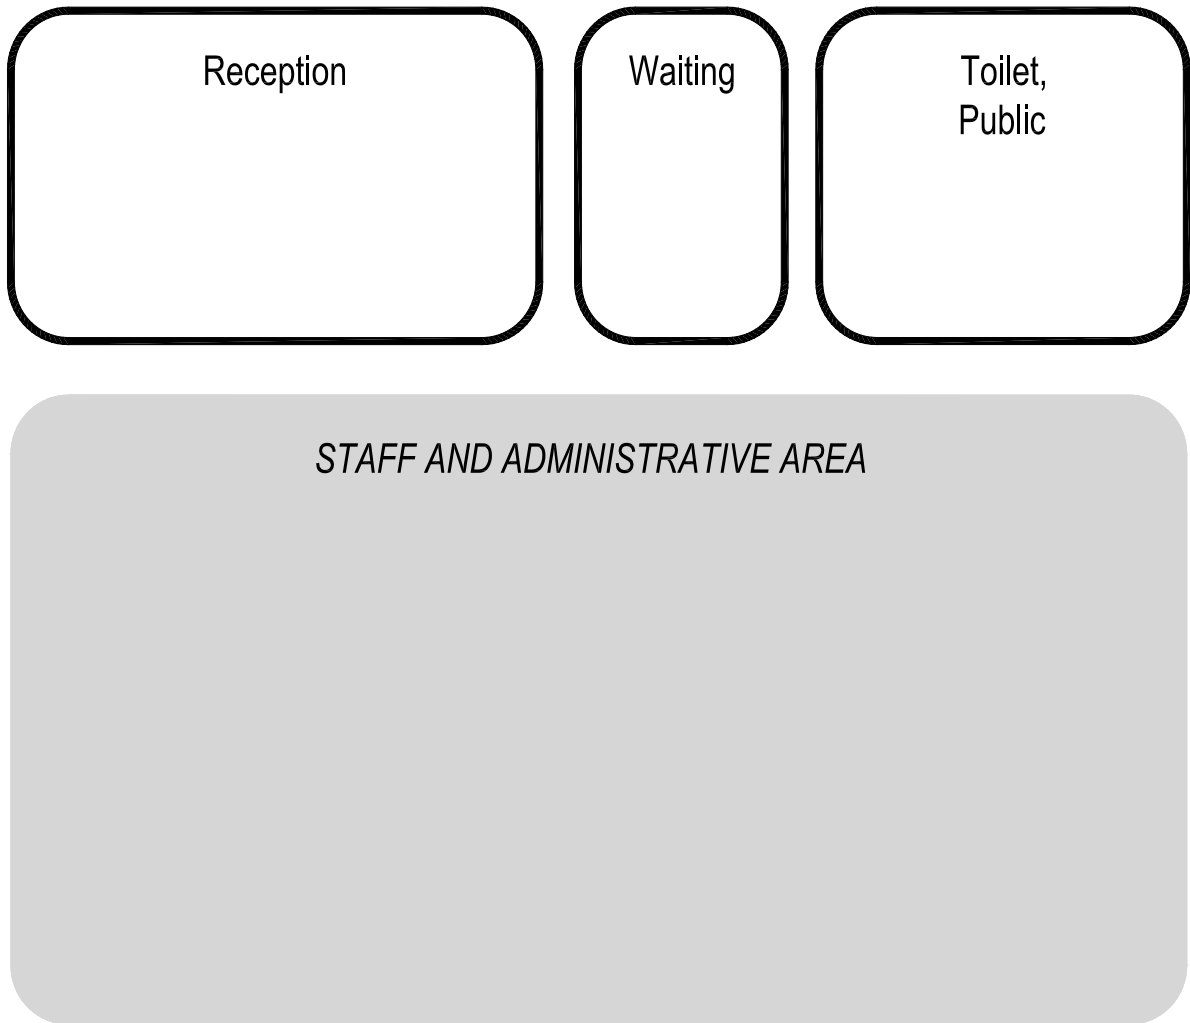 Reception
Waiting
Toilet,
Public
STAFF AND ADMINISTRATIVE AREA